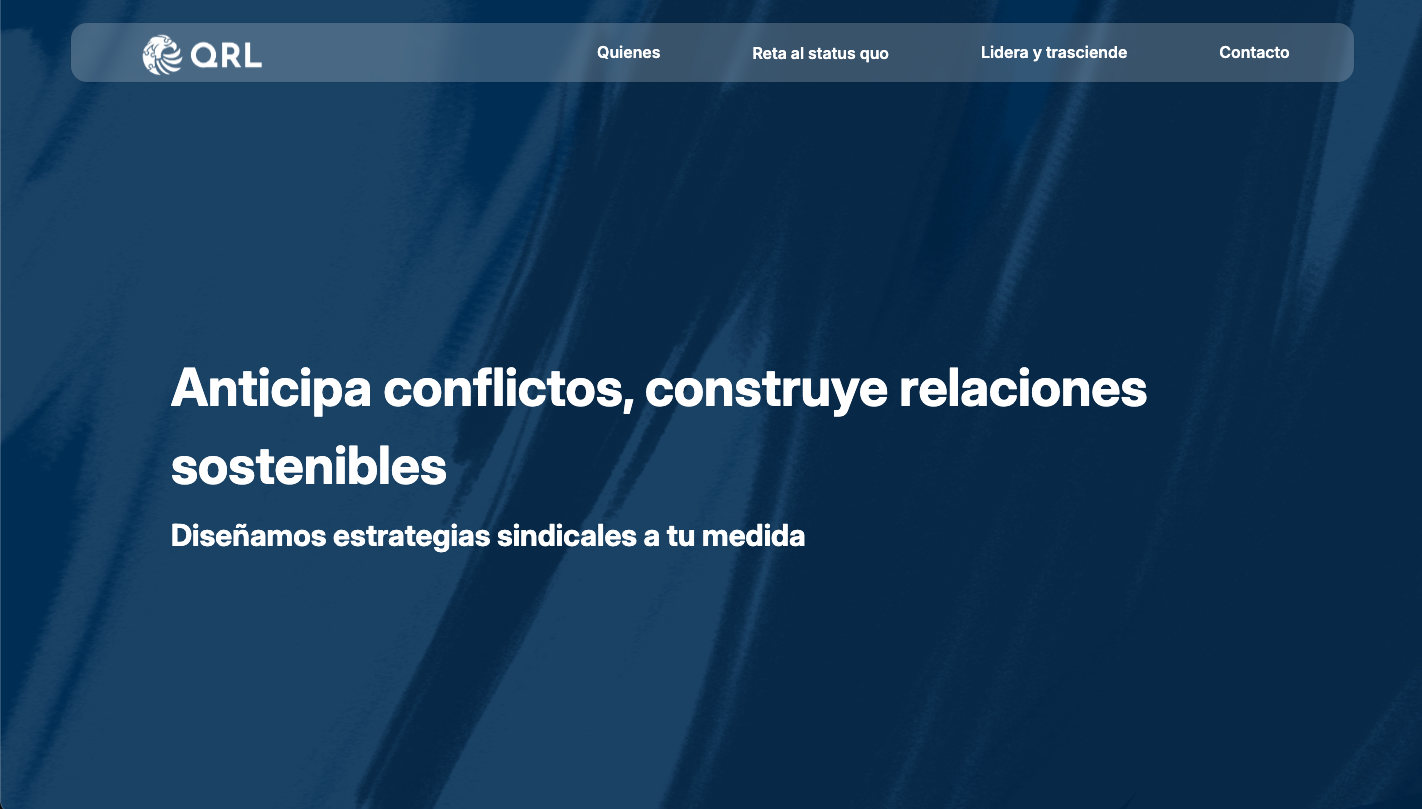 QRL
Quienes
Reta al status quo
Lidera y trasciende
Contacto
Anticipa conflictos, construye relaciones
sostenibles
Diseñamos estrategias sindicales a tu medida